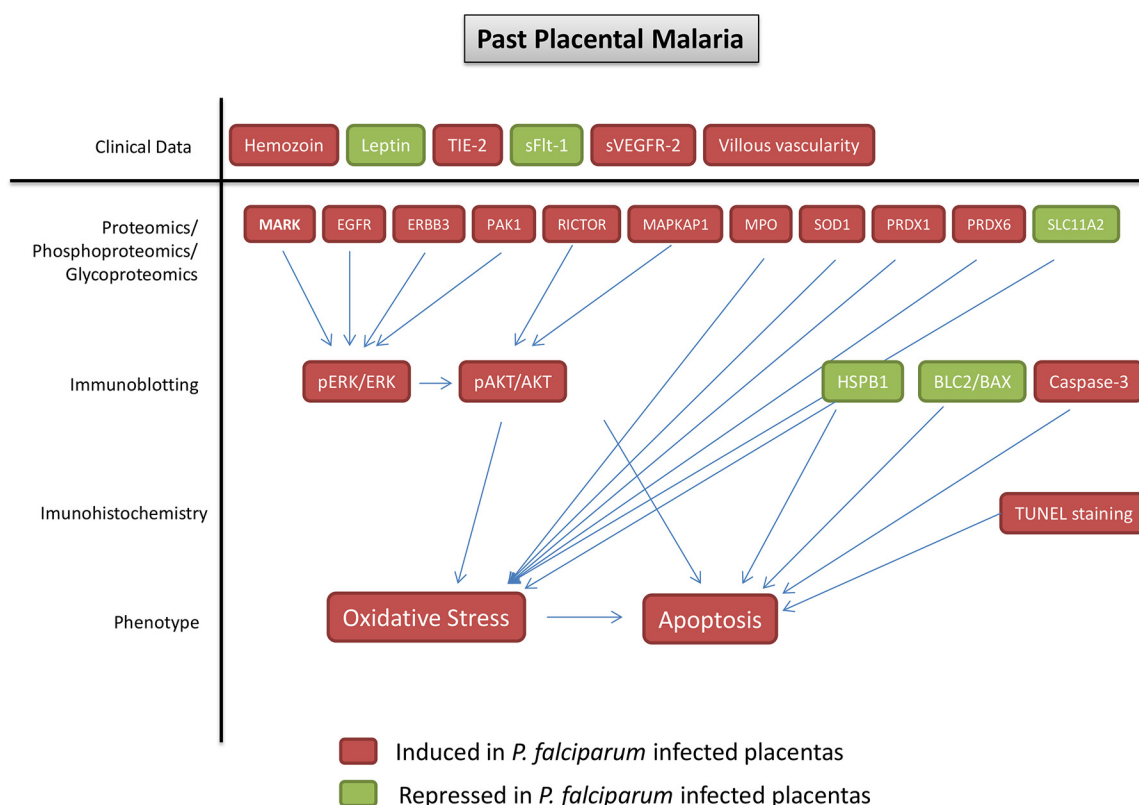 Past Placental Malaria
Clinical Data
Hemozoin
Leptin
TIE-2
sFlt-1
sVEGFR-2
Villous vascularity
Proteomics/
Phosphoproteomics/
Glycoproteomics
MARK
EGFR
ERBB3
PAK1
RICTOR
MAPKAP1
MPO
SOD1
PRDX1
PRDX6
SLC11A2
Immunoblotting
pERK/ERK
pAKT/AKT
HSPB1
BLC2/BAX
Caspase-3
Imunohistochemistry
TUNEL staining
Phenotype
Oxidative Stress
Apoptosis
Induced in P. falciparum infected placentas
Repressed in P. falciparum infected placentas